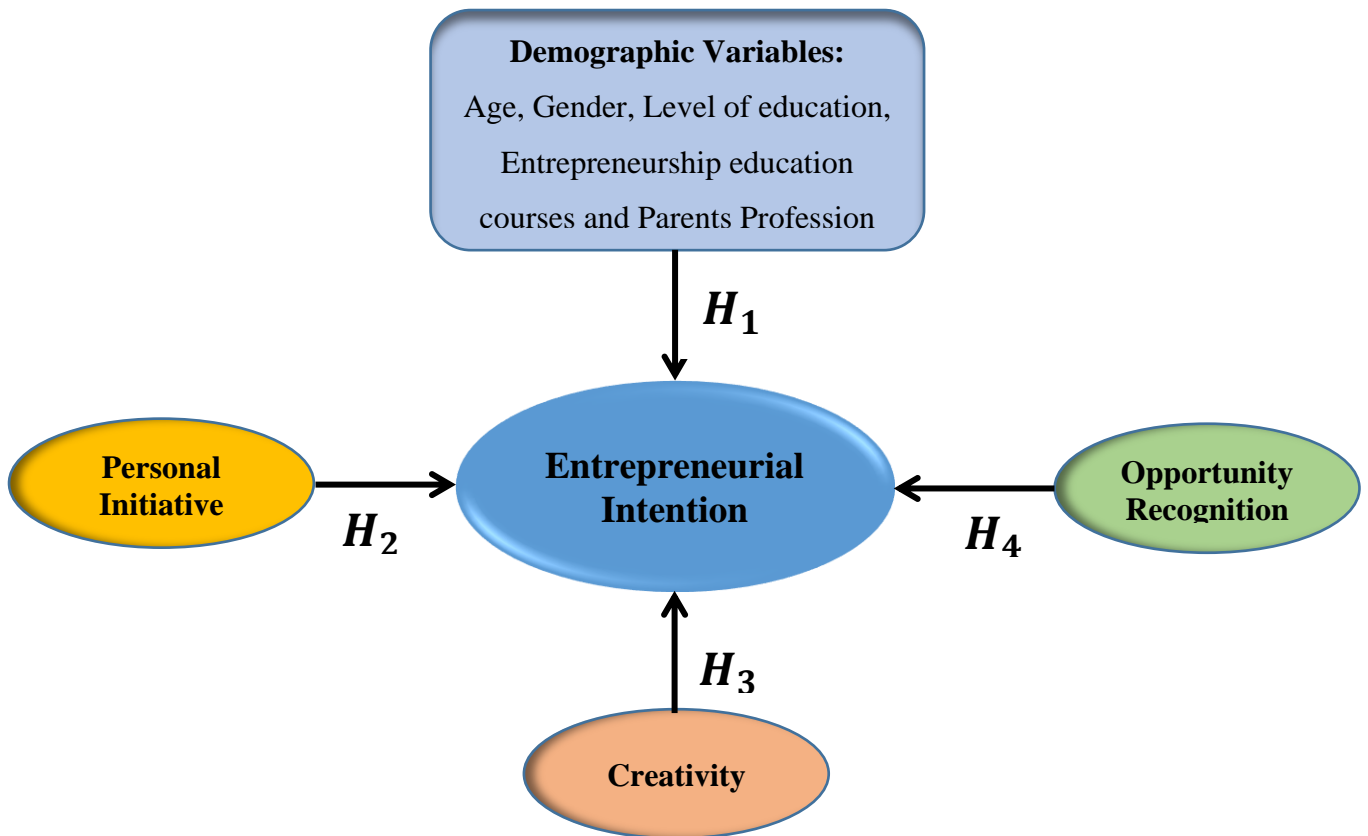 Demographic Variables:
Age, Gender, Level of education,
Entrepreneurship education
courses and Parents Profession
H₁
Personal
Initiative
Entrepreneurial
Intention
Opportunity
Recognition
H₂
H₄
H₃
Creativity